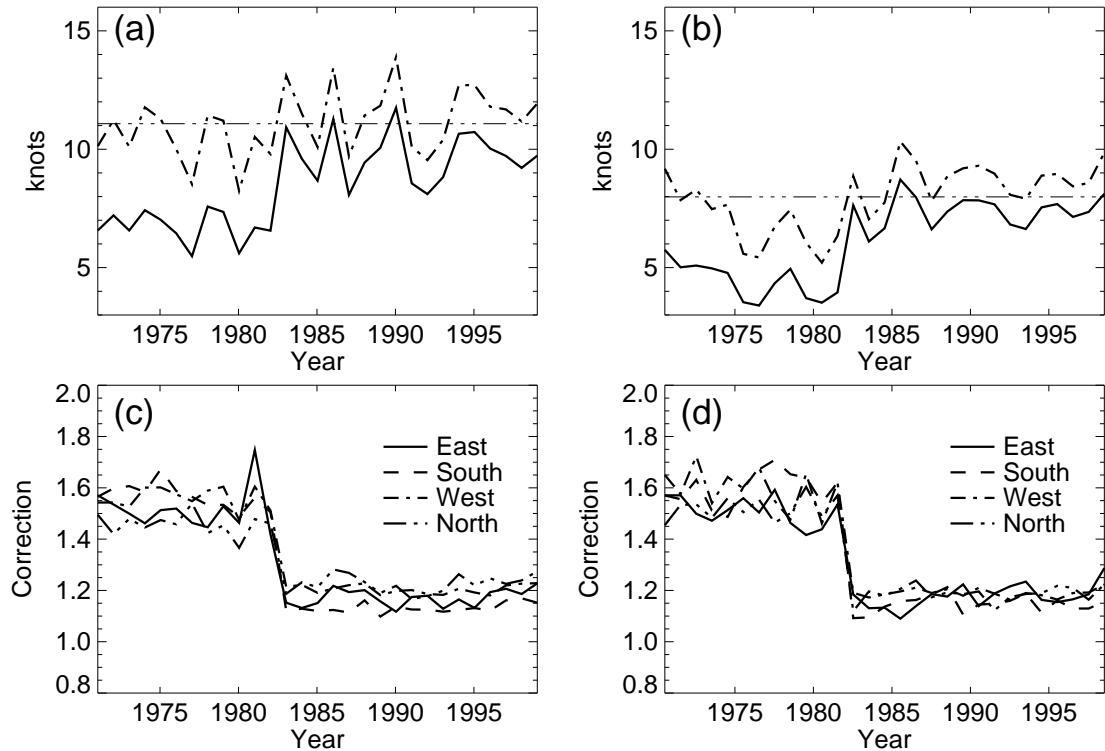 (a)
15
10
5
knots
1975 1980 1985 1990 1995
Year
(b)
15
10
5
knots
1975 1980 1985 1990 1995
Year
(c)
2.0
1.8
1.6
1.4
1.2
1.0
0.8
Correction
East
South
West
North
1975 1980 1985 1990 1995
Year
(d)
2.0
1.8
1.6
1.4
1.2
1.0
0.8
Correction
East
South
West
North
1975 1980 1985 1990 1995
Year